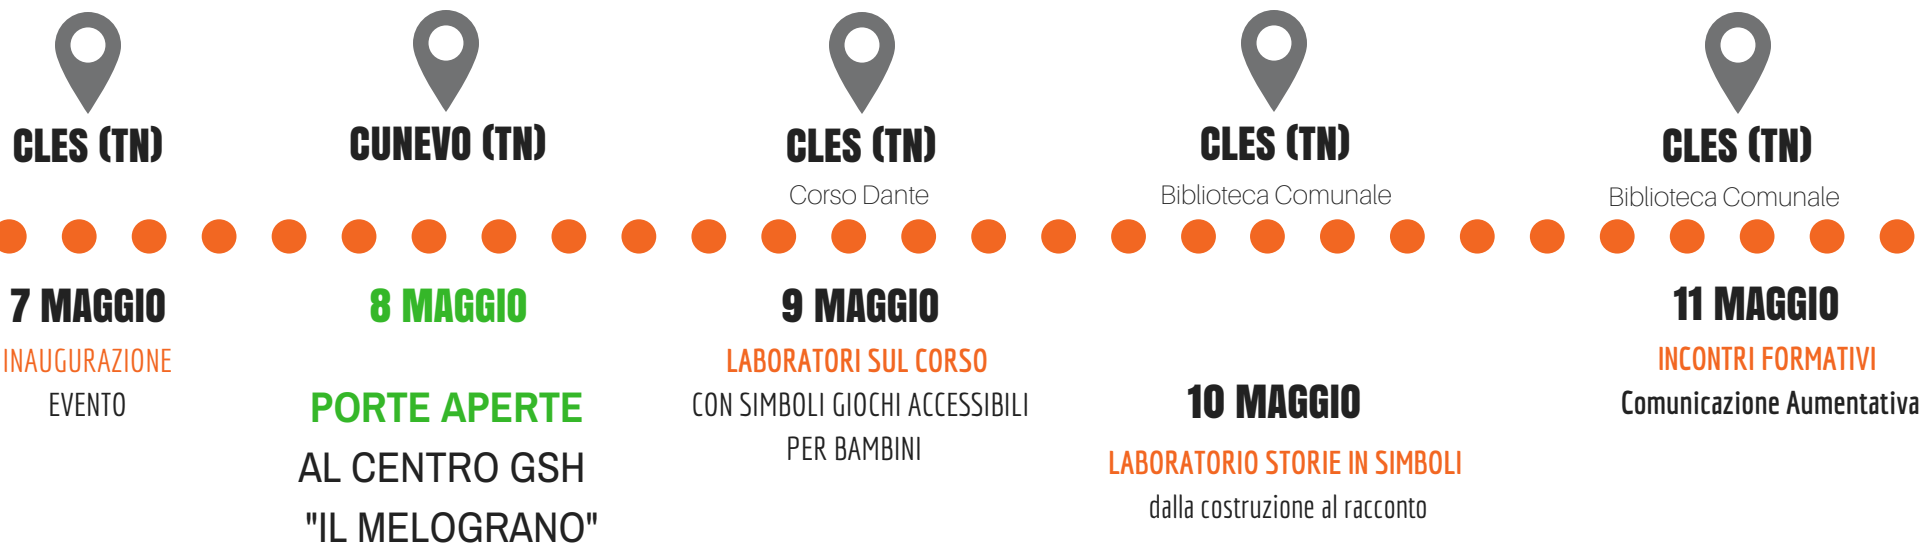 CLES (TN)
7 MAGGIO
INAUGURAZIONE
EVENTO
CUNEVO (TN)
8 MAGGIO
PORTE APERTE
AL CENTRO GSH
"IL MELOGRANO"
CLES (TN)
Corso Dante
9 MAGGIO
LABORATORI SUL CORSO
CON SIMBOLI GIOCHI ACCESSIBILI
PER BAMBINI
CLES (TN)
Biblioteca Comunale
10 MAGGIO
LABORATORIO STORIE IN SIMBOLI
dalla costruzione al racconto
CLES (TN)
Biblioteca Comunale
11 MAGGIO
INCONTRI FORMATIVI
Comunicazione Aumentativa